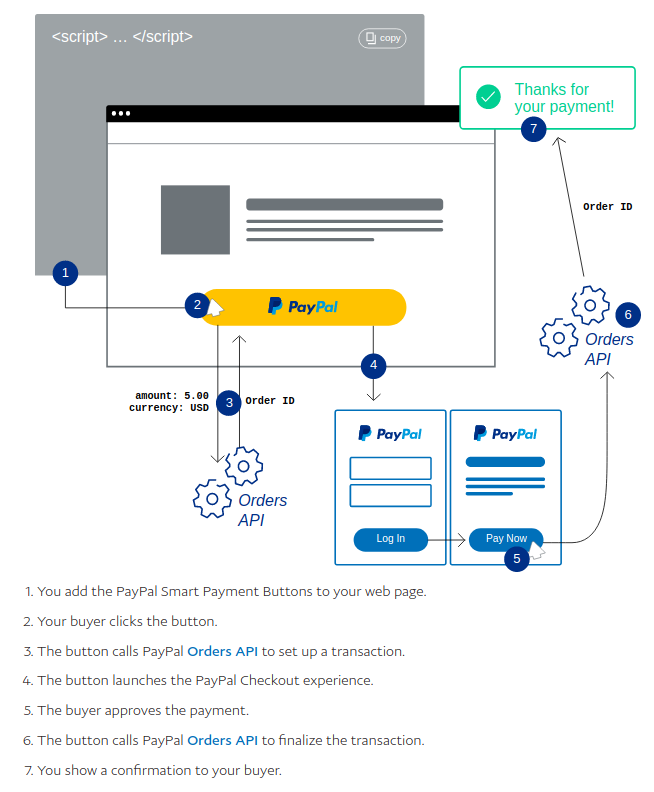 <script> ... </script>
copy
Thanks for
your payment!
7
Order ID
1
2
PayPal
6
Orders
API
4
amount: 5.00
currency: USD
3
Order ID
Orders
API
PayPal
PayPal
Log In
Pay Now
5
1. You add the PayPal Smart Payment Buttons to your web page.
2. Your buyer clicks the button.
3. The button calls PayPal Orders API to set up a transaction.
4. The button launches the PayPal Checkout experience.
5. The buyer approves the payment.
6. The button calls PayPal Orders API to finalize the transaction.
7. You show a confirmation to your buyer.